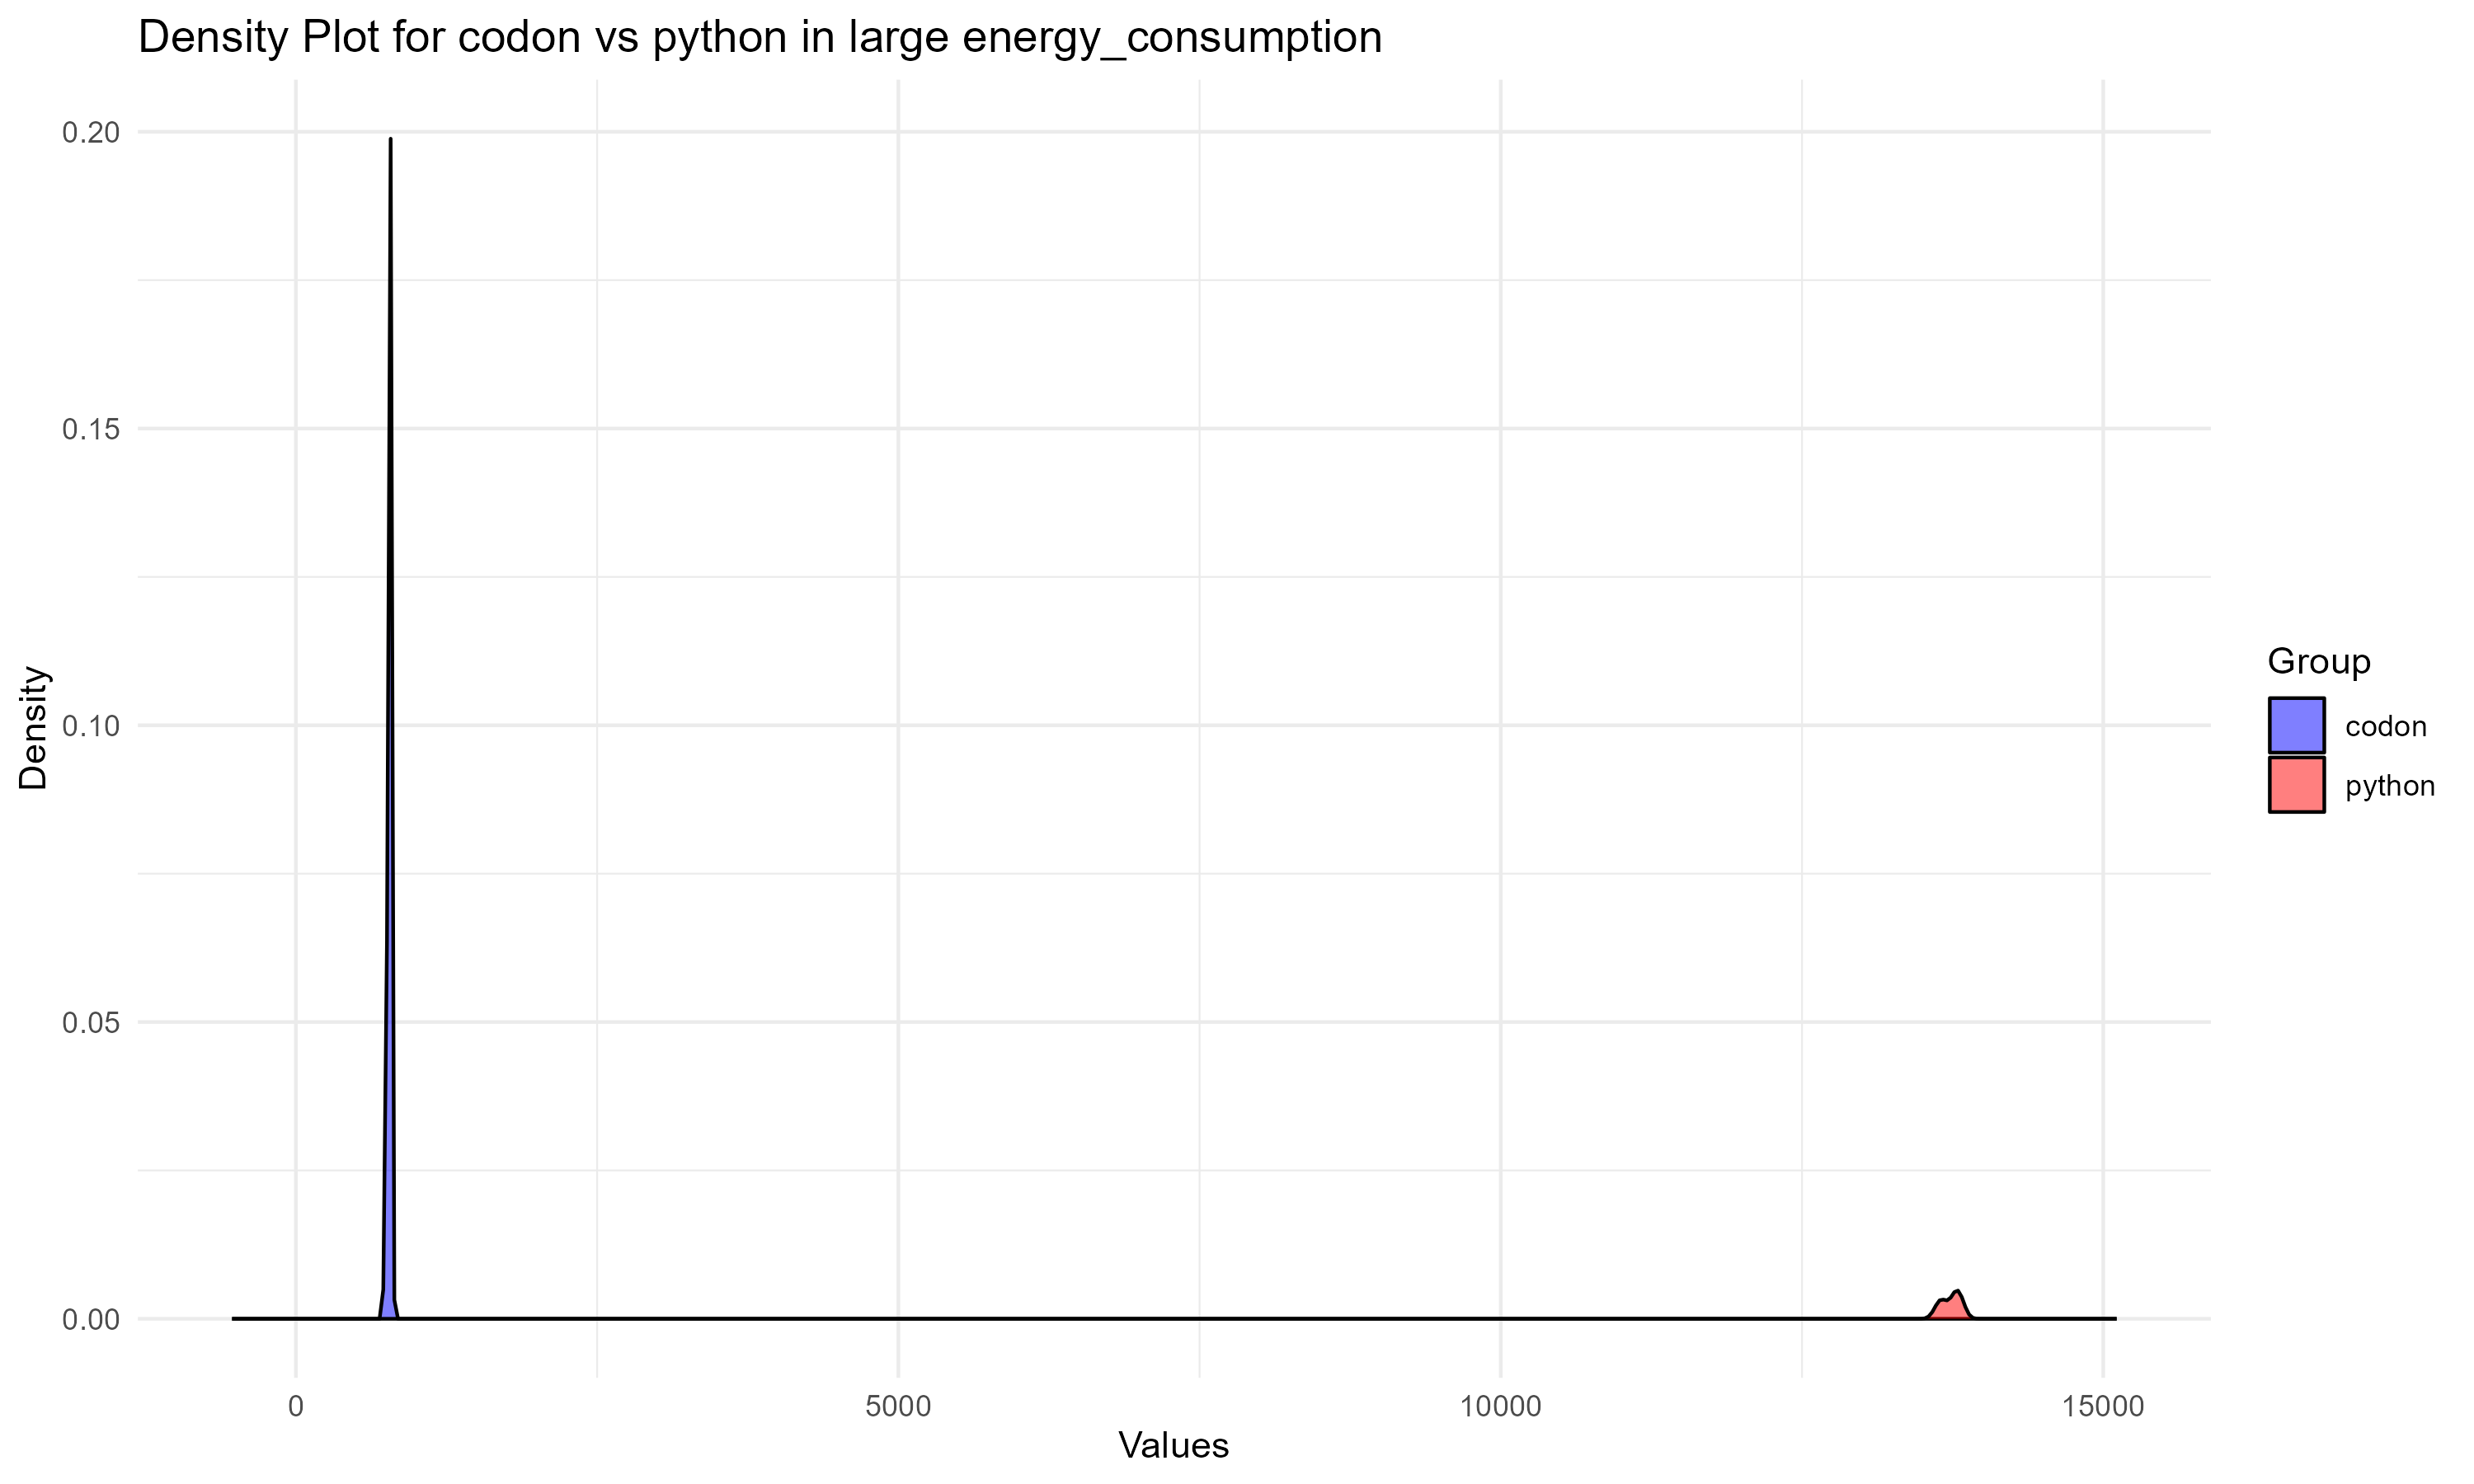 Density Plot for codon vs python in large energy_consumption
0.20
0.15
0.10
0.05
0.00
Density
0
5000
10000
15000
Values
Group
codon
python